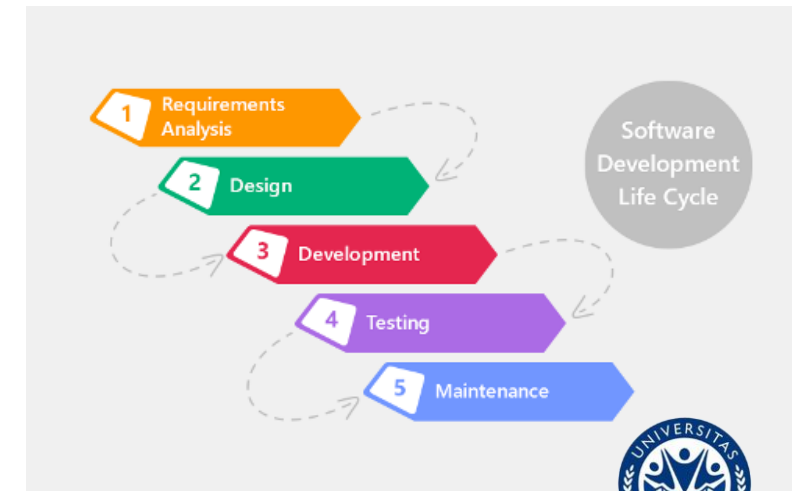 1
Requirements
Analysis
2
Design
3
Development
4
Testing
5
Maintenance
Software
Development
Life Cycle
UNIVERSITAS